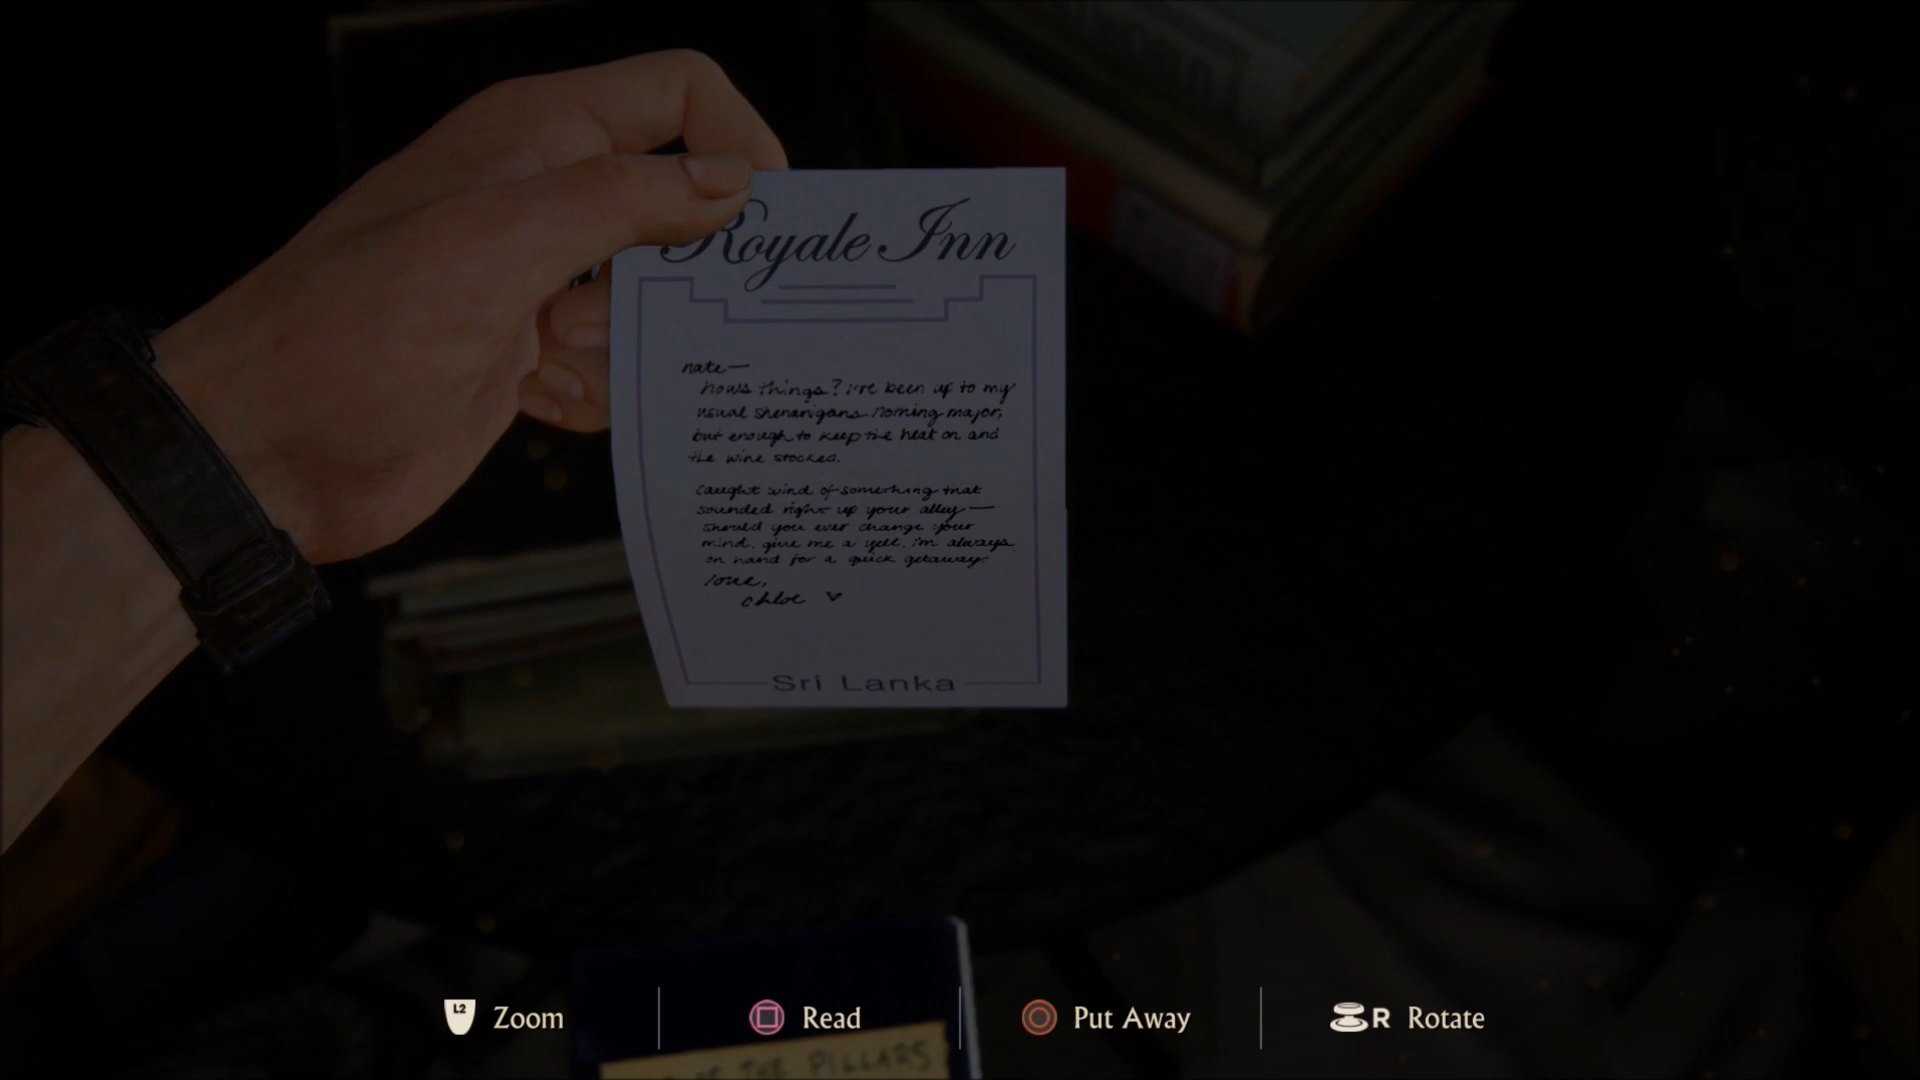 Royale Inn
nate—
hows things? i've been up to my
usual shenanigans. Nothing major,
but enough to keep the heat on and
the wine stocked.
caught wind of something that
sounded right up your alley—
should you ever change your
mind, give me a yell. i'm always
on hand for a quick getaway.
love,
chloe
Sri Lanka
THE PILLARS
L2 Zoom
Read
Put Away
R Rotate